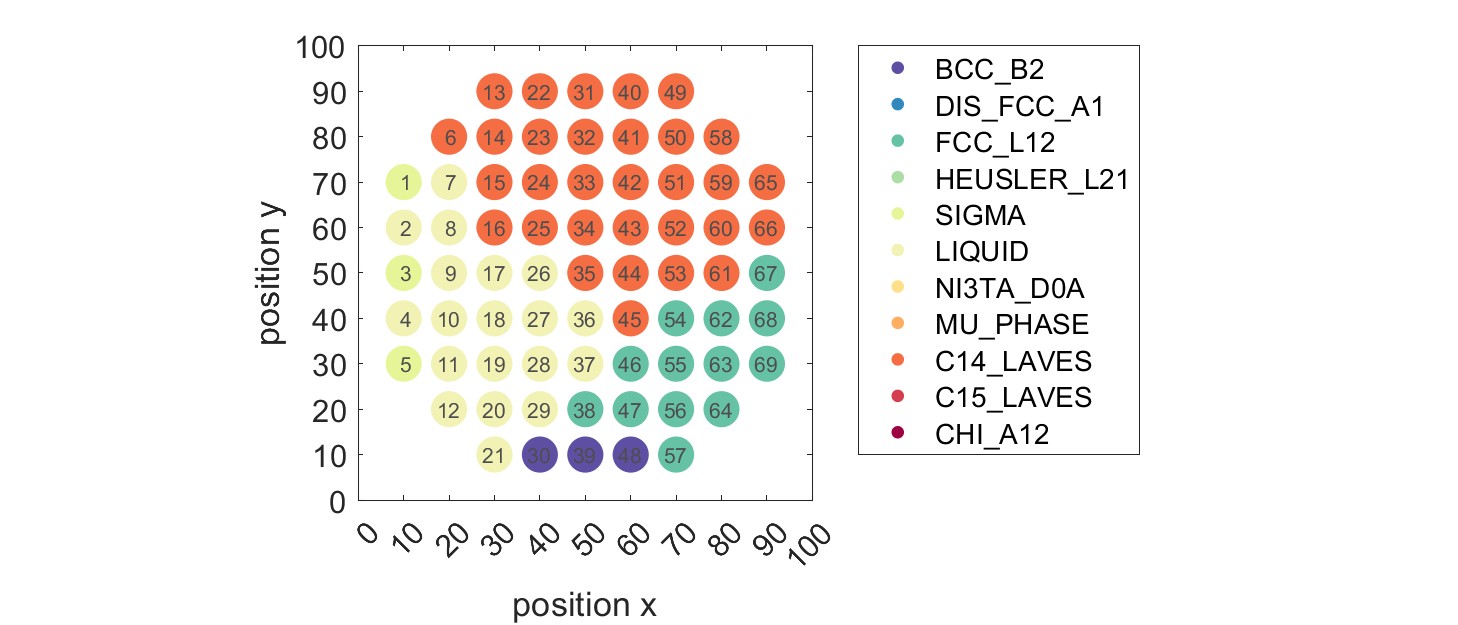 100
90
80
70
60
50
40
30
20
10
0
position y
13 22 31 40 49
6 14 23 32 41 50 58
1 7 15 24 33 42 51 59 65
2 8 16 25 34 43 52 60 66
3 9 17 26 35 44 53 61 67
4 10 18 27 36 45 54 62 68
5 11 19 28 37 46 55 63 69
12 20 29 38 47 56 64
21 30 39 48 57
0 10 20 30 40 50 60 70 80 90 100
position x
BCC_B2
DIS_FCC_A1
FCC_L12
HEUSLER_L21
SIGMA
LIQUID
NI3TA_D0A
MU_PHASE
C14_LAVES
C15_LAVES
CHI_A12